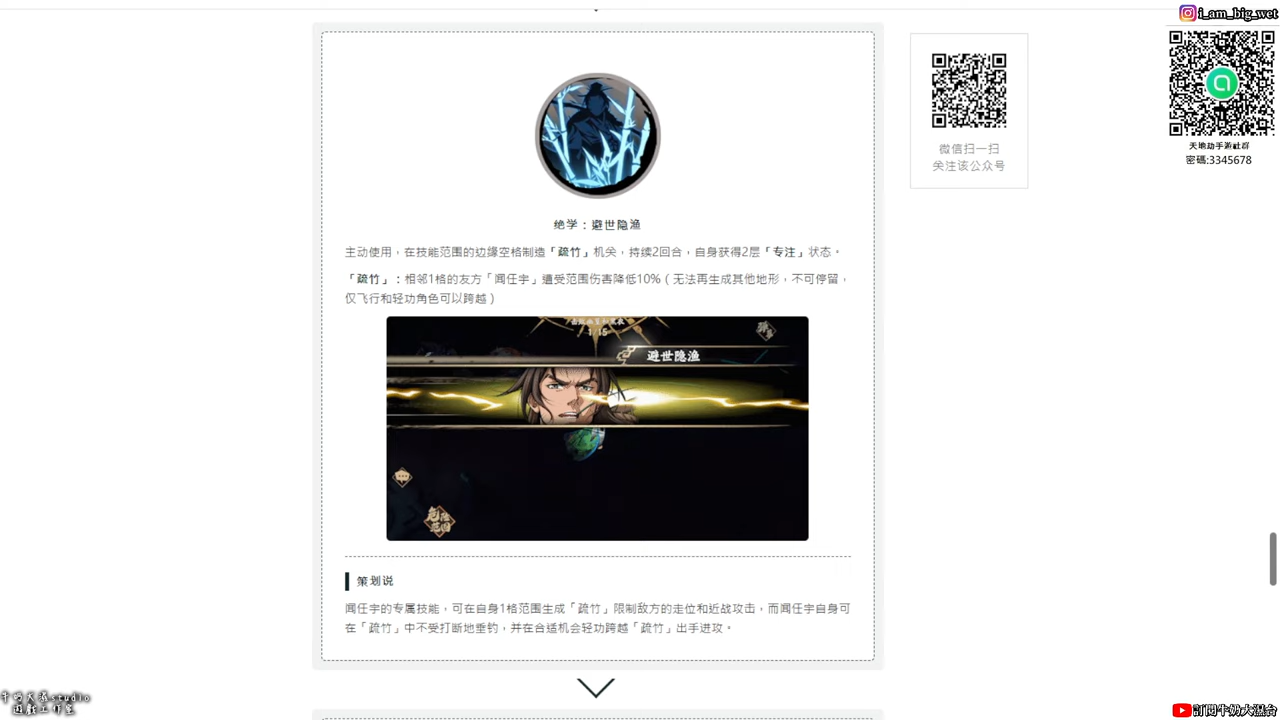 i_am_big_wet
天地劫手游社群
密碼:3345678
微信扫一扫
关注该公众号
绝学：避世隐渔
主动使用，在技能范围的边缘空格制造「疏竹」机关，持续2回合，自身获得2层「专注」状态。
「疏竹」：相邻1格的友方「闻任宇」遭受范围伤害降低10%（无法再生成其他地形，不可停留，
仅飞行和轻功角色可以跨越）
1/15
避世隐渔
危险
范围
策划说
闻任宇的专属技能，可在自身1格范围生成「疏竹」限制敌方的走位和近战攻击，而闻任宇自身可
在「疏竹」中不受打断地垂钓，并在合适机会轻功跨越「疏竹」出手进攻。
牛奶大濕studio
遊戲工作室
訂閱牛奶大濕台